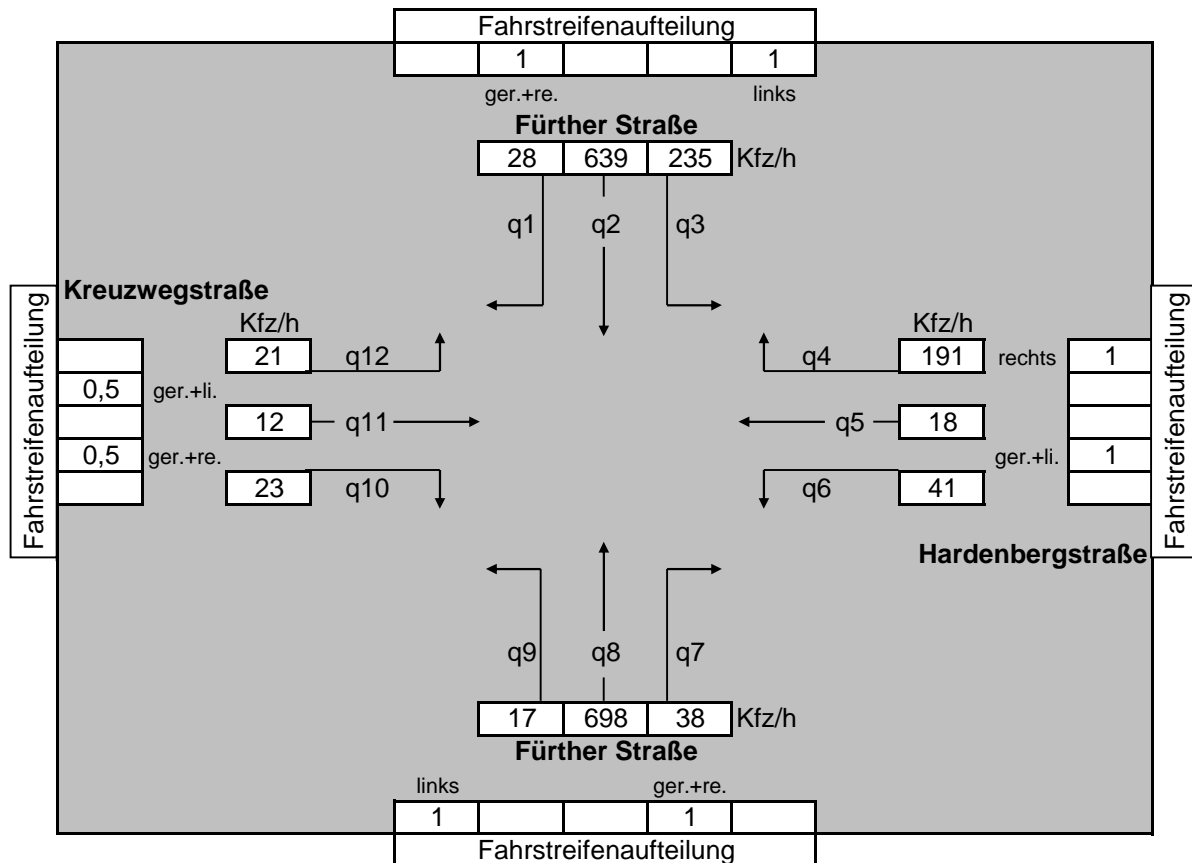 Fahrstreifenaufteilung
1 1
ger.+re. links
Fürther Straße
28 639 235 Kfz/h
q1 q2 q3
Fahrstreifenaufteilung
Kreuzwegstraße
Kfz/h
21 q12
0,5 ger.+li.
12 q11
0,5 ger.+re.
23 q10
Kfz/h
q4 191 rechts 1
q5 18
ger.+li. 1
q6 41
Hardenbergstraße
Fahrstreifenaufteilung
q9 q8 q7
17 698 38 Kfz/h
Fürther Straße
links ger.+re.
1 1
Fahrstreifenaufteilung